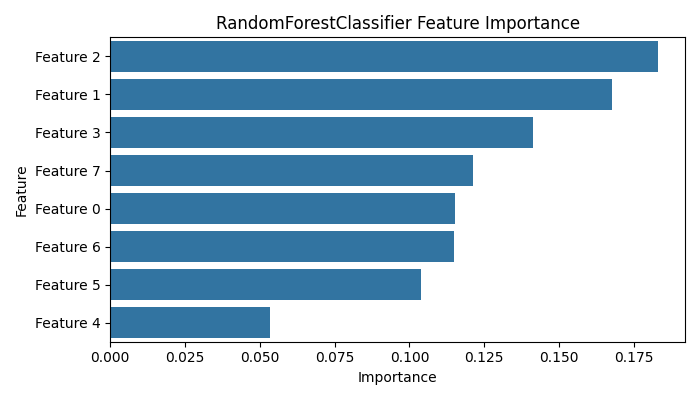 RandomForestClassifier Feature Importance
Feature 2
Feature 1
Feature 3
Feature 7
Feature 0
Feature 6
Feature 5
Feature 4
Feature
0.000 0.025 0.050 0.075 0.100 0.125 0.150 0.175
Importance